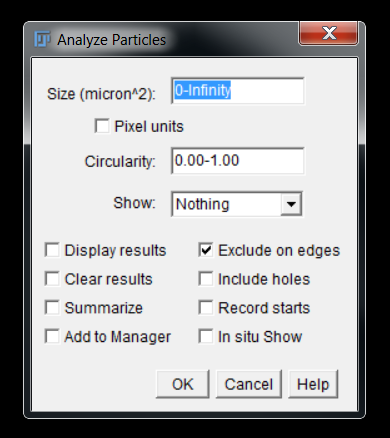 Analyze Particles
Size (micron^2): 0-Infinity
Pixel units
Circularity: 0.00-1.00
Show: Nothing
Display results Exclude on edges
Clear results Include holes
Summarize Record starts
Add to Manager In situ Show
OK Cancel Help